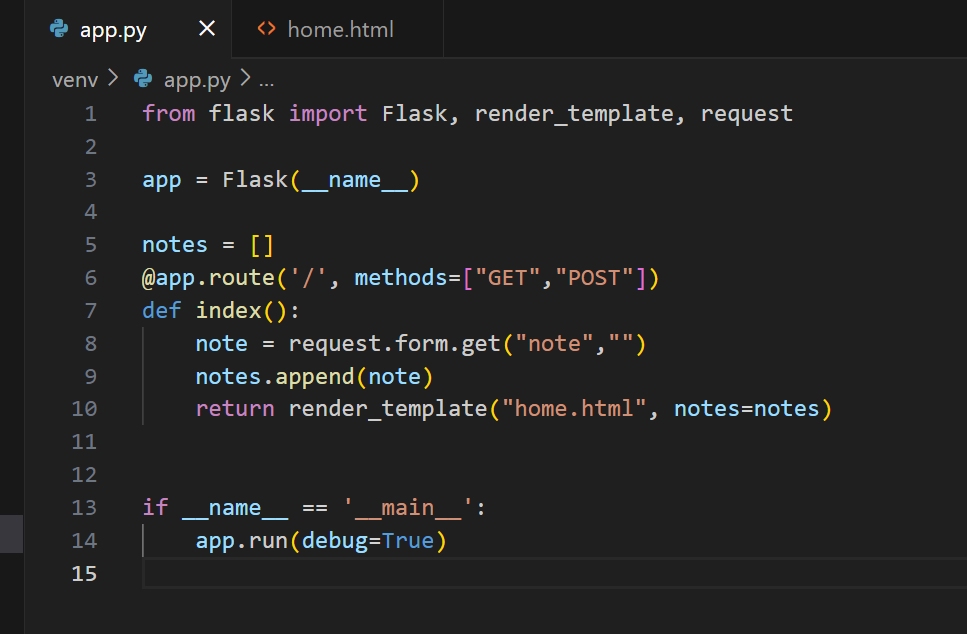 app.py × <> home.html
venv > app.py > ...
1 from flask import Flask, render_template, request
2
3 app = Flask(__name__)
4
5 notes = []
6 @app.route('/', methods=["GET","POST"])
7 def index():
8     note = request.form.get("note","")
9     notes.append(note)
10     return render_template("home.html", notes=notes)
11
12
13 if __name__ == '__main__':
14     app.run(debug=True)
15